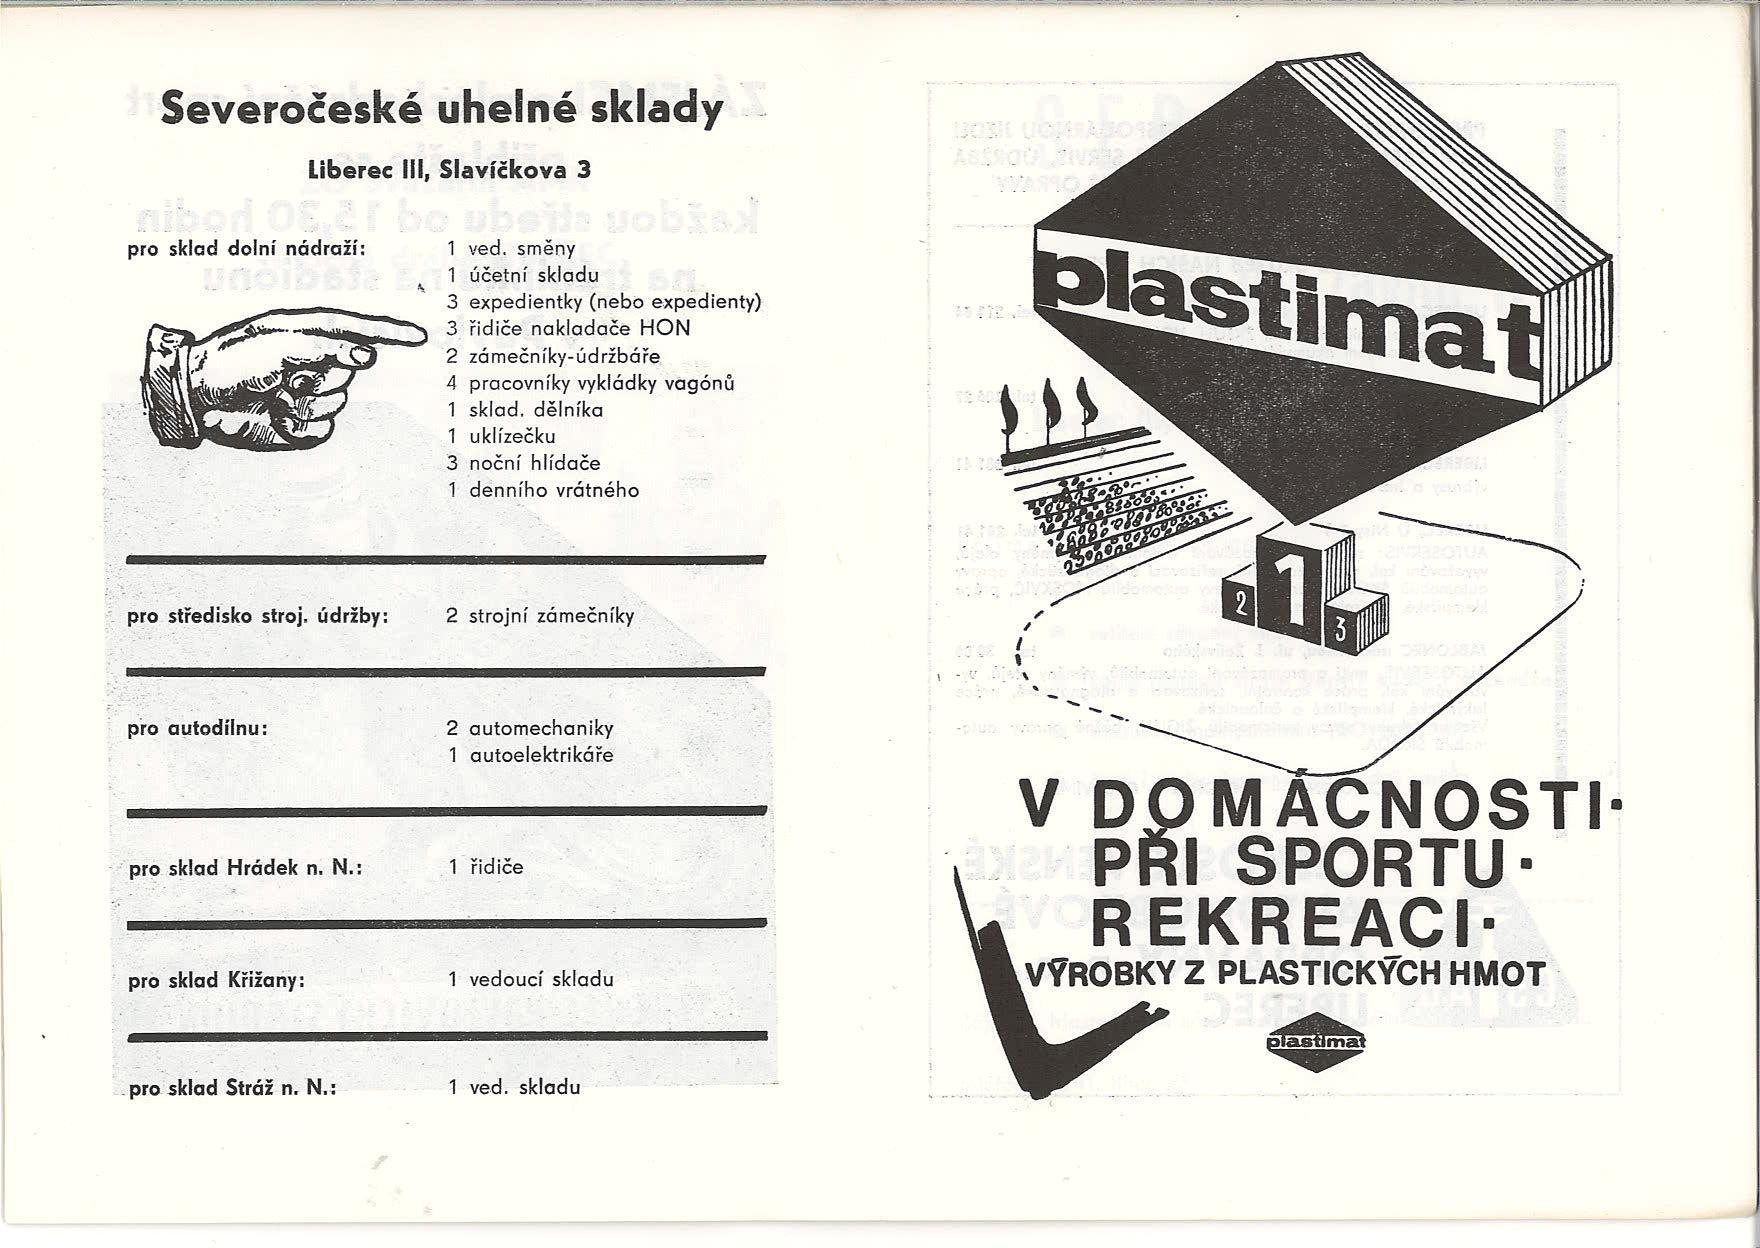 Severočeské uhelné sklady
Liberec III, Slavíčkova 3
pro sklad dolní nádraží: 1 ved. směny
1 účetní skladu
3 expedientky (nebo expedienty)
3 řidiče nakladače HON
2 zámečníky-údržbáře
4 pracovníky vykládky vagónů
1 sklad. dělníka
1 uklízečku
3 noční hlídače
1 denního vrátného
pro středisko stroj. údržby: 2 strojní zámečníky
pro autodílnu: 2 automechaniky
1 autoelektrikáře
pro sklad Hrádek n. N.: 1 řidiče
pro sklad Křižany: 1 vedoucí skladu
pro sklad Stráž n. N.: 1 ved. skladu
plastimat
1
2
3
V DOMÁCNOSTI·
PŘI SPORTU·
REKREACI·
VÝROBKY Z PLASTICKÝCH HMOT
plastimat